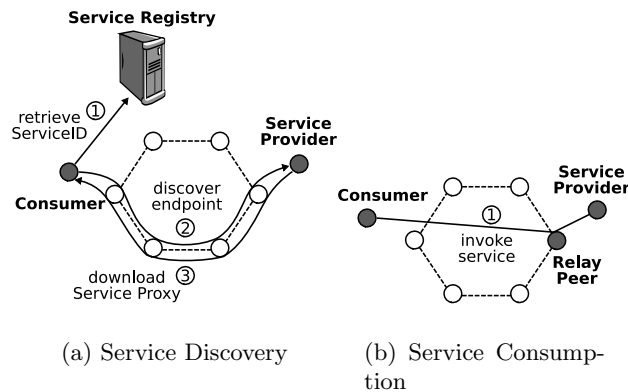 Service Registry
①
retrieve
ServiceID
Service
Provider
Consumer
discover
endpoint
②
download ③
Service Proxy
(a) Service Discovery
Service
Provider
Consumer
①
invoke
service
Relay
Peer
(b) Service Consump-
tion